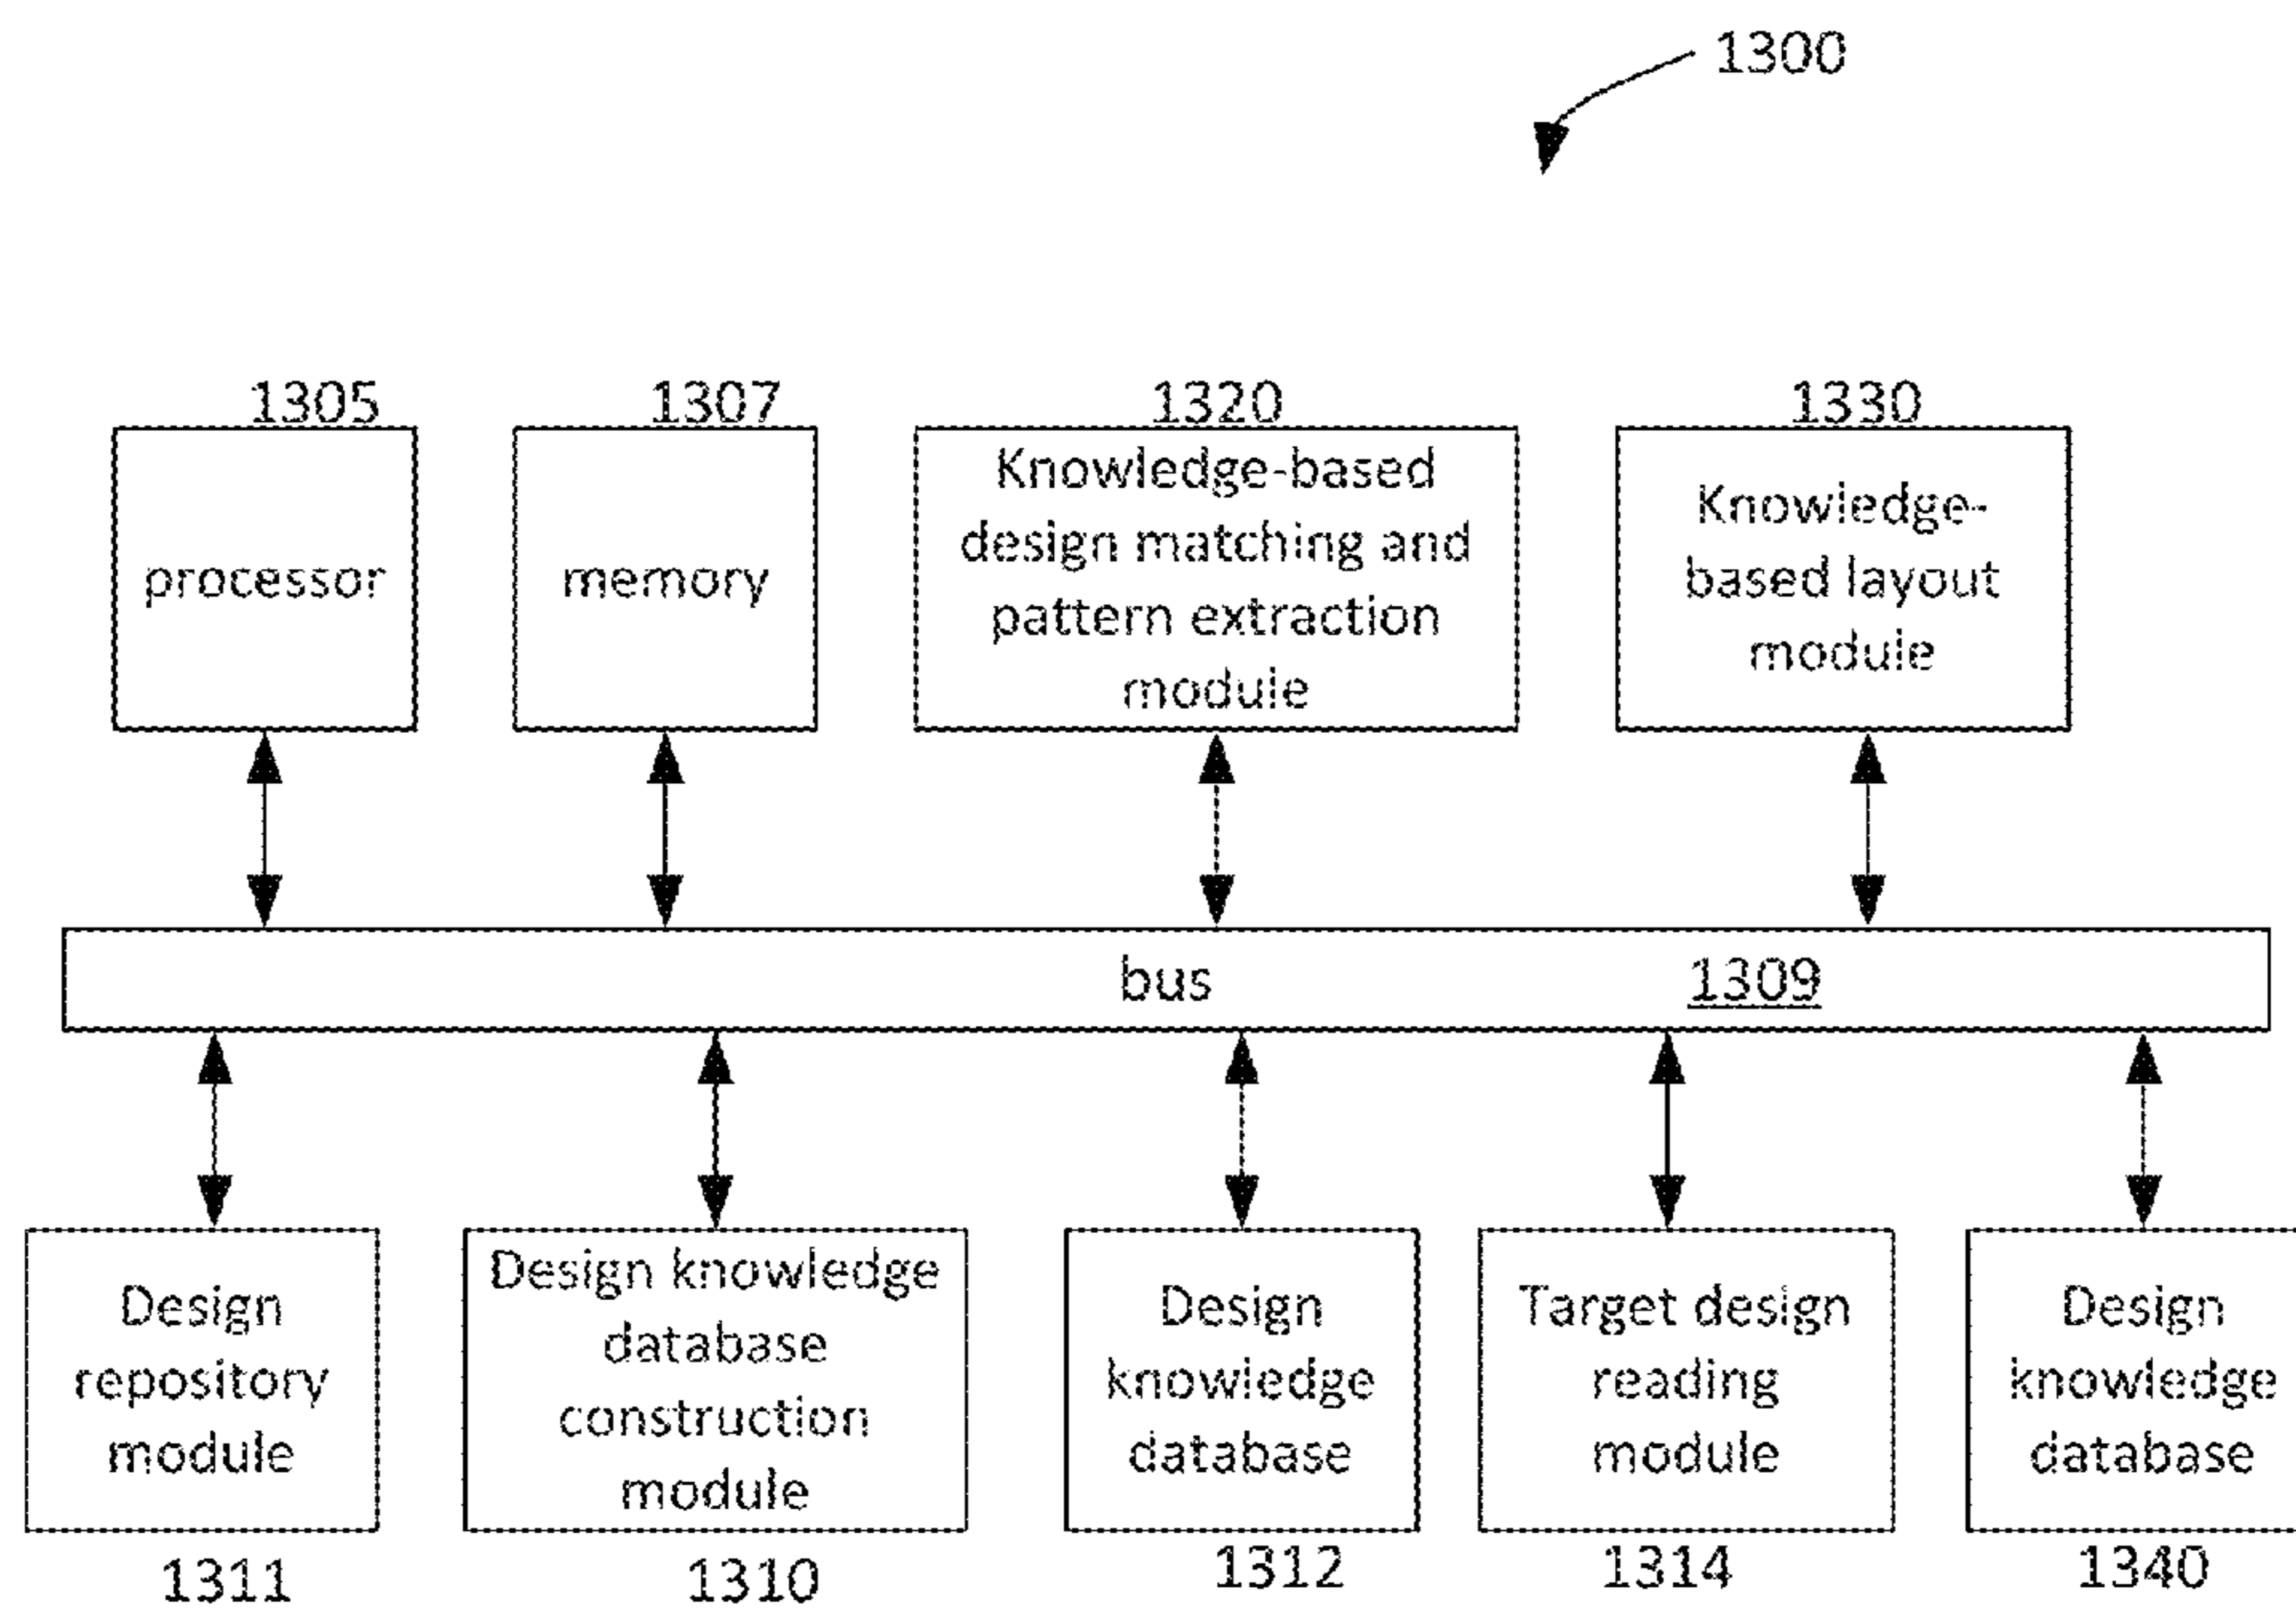 1300
1305
processor
1307
memory
1320
Knowledge-based
design matching and
pattern extraction
module
1330
Knowledge-
based layout
module
bus
1309
Design
repository
module
1311
Design knowledge
database
construction
module
1310
Design
knowledge
database
1312
Target design
reading
module
1314
Design
knowledge
database
1340